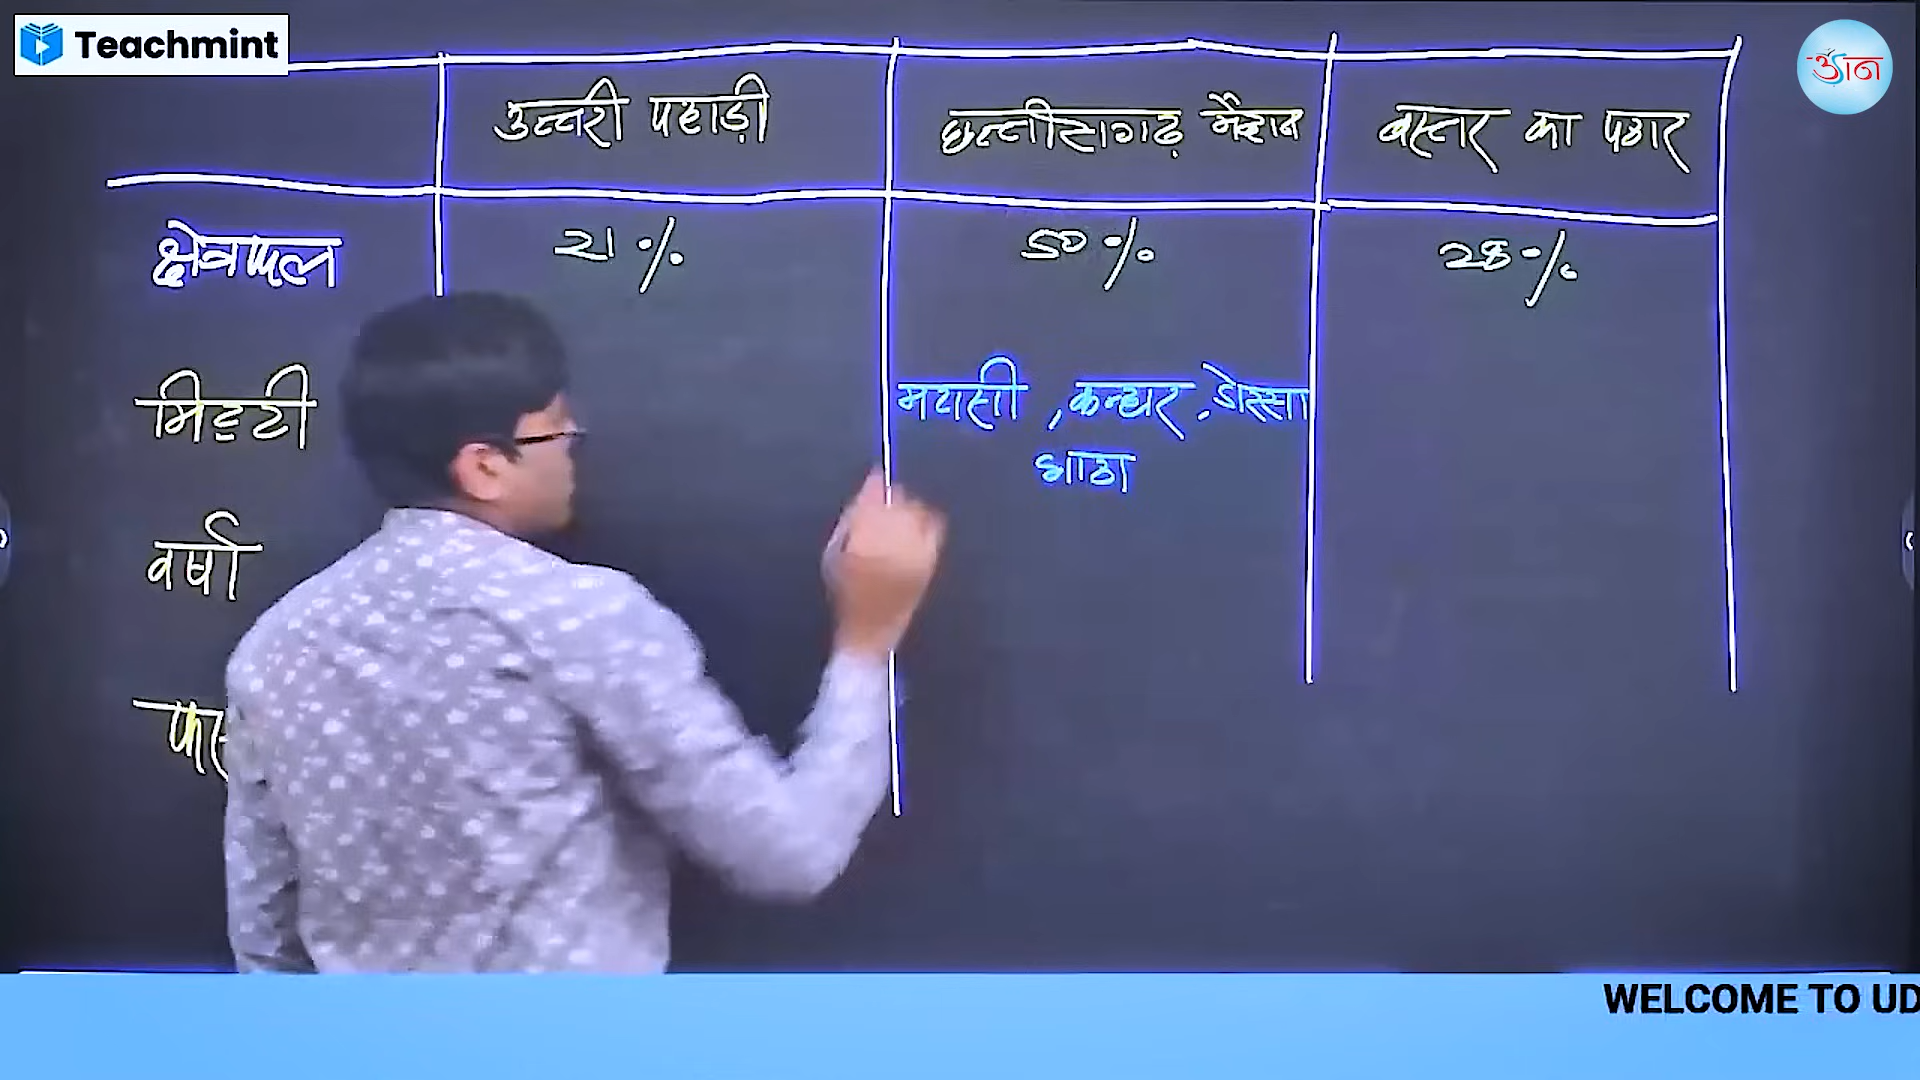 Teachmint
उड़ान
उत्तरी पहाड़ी छत्तीसगढ़ मैदान बस्तर का पठार
क्षेत्रफल 21% 50% 28%
मिट्टी मटासी, कन्हार, डोरसा
भाठा
वर्षा
WELCOME TO UD